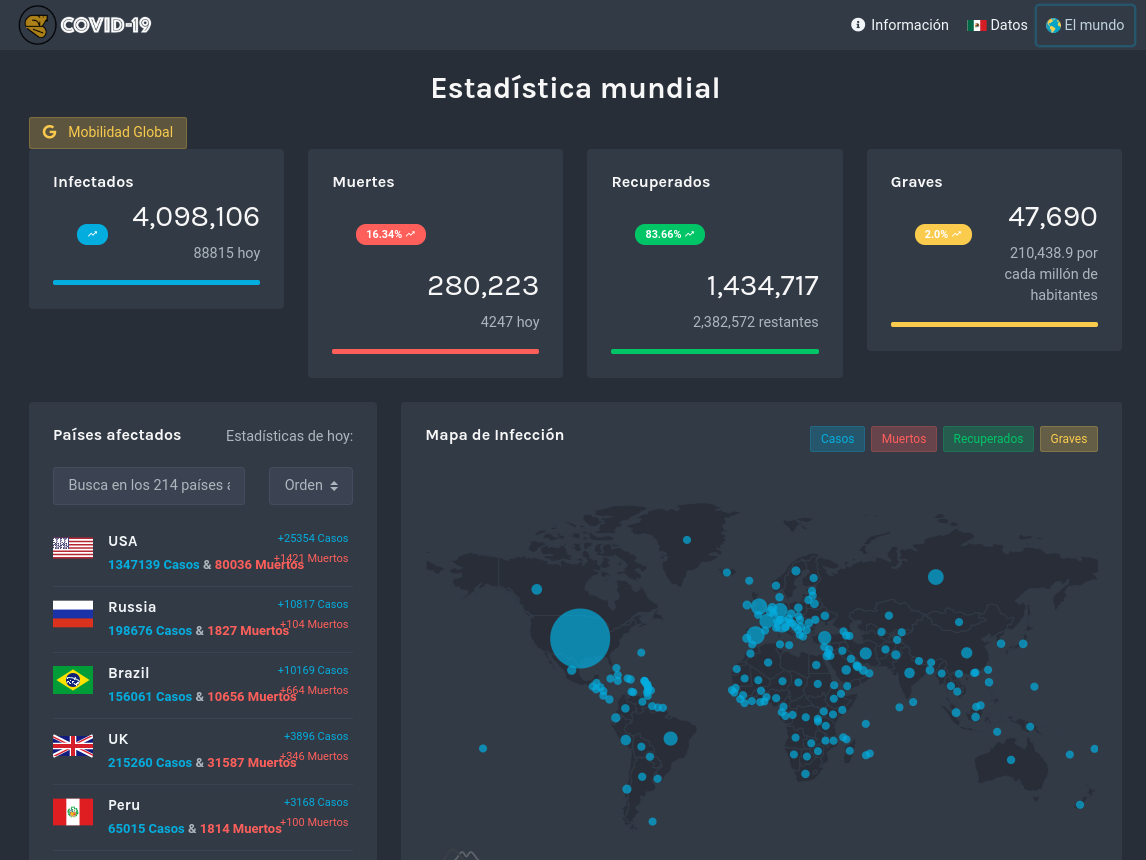 COVID-19
Información
Datos
El mundo
Estadística mundial
Mobilidad Global
Infectados
4,098,106
88815 hoy
Muertes
16.34%
280,223
4247 hoy
Recuperados
83.66%
1,434,717
2,382,572 restantes
Graves
2.0%
47,690
210,438.9 por
cada millón de
habitantes
Países afectados
Estadísticas de hoy:
Busca en los 214 países
Orden
USA
+25354 Casos
1347139 Casos & 80036 Muertos
+1421 Muertos
Russia
+10817 Casos
198676 Casos & 1827 Muertos
+104 Muertos
Brazil
+10169 Casos
156061 Casos & 10656 Muertos
+664 Muertos
UK
+3896 Casos
215260 Casos & 31587 Muertos
+346 Muertos
Peru
+3168 Casos
65015 Casos & 1814 Muertos
+100 Muertos
Mapa de Infección
Casos
Muertos
Recuperados
Graves